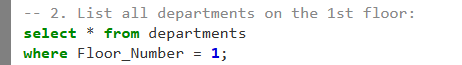 -- 2. List all departments on the 1st floor:
select * from departments
where Floor_Number = 1;